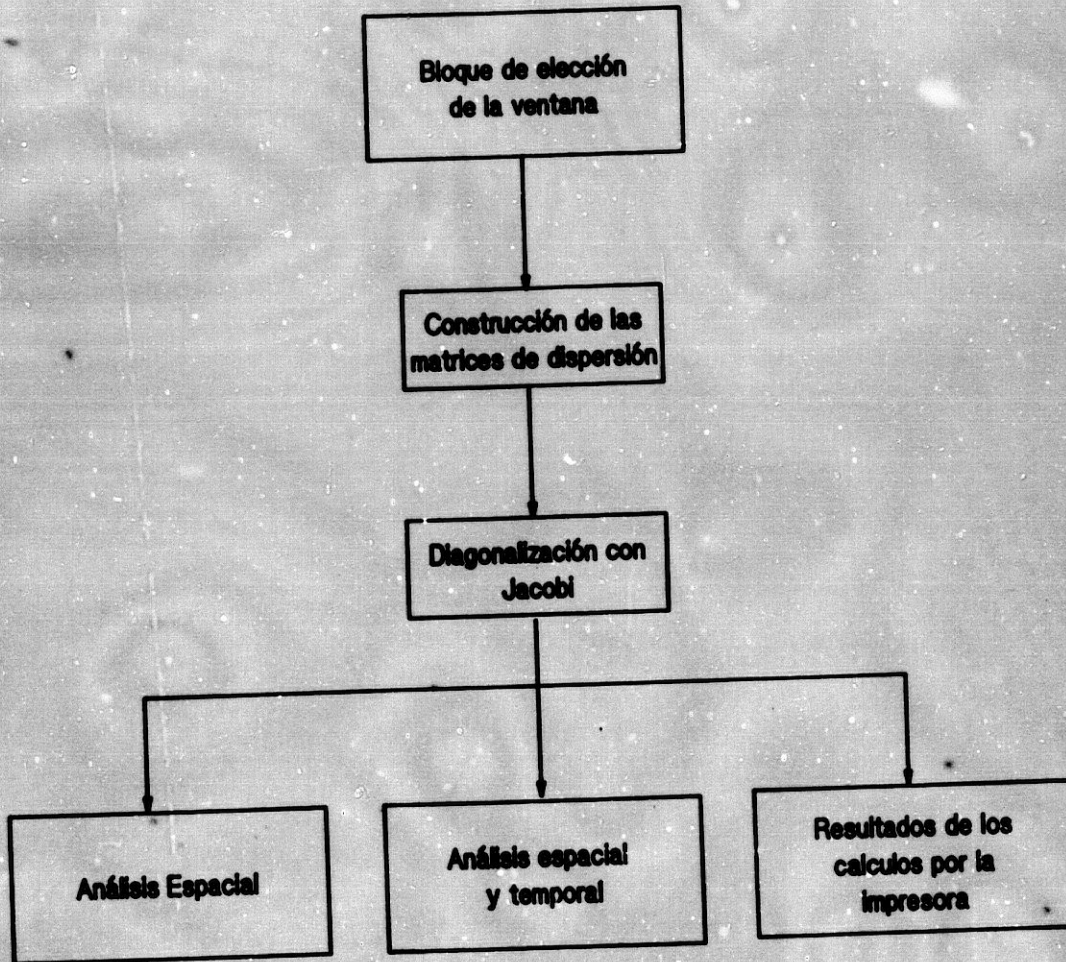 Bloque de elección
de la ventana
Construcción de las
matrices de dispersión
Diagonalización con
Jacobi
Análisis Espacial
Análisis espacial
y temporal
Resultados de los
calculos por la
impresora